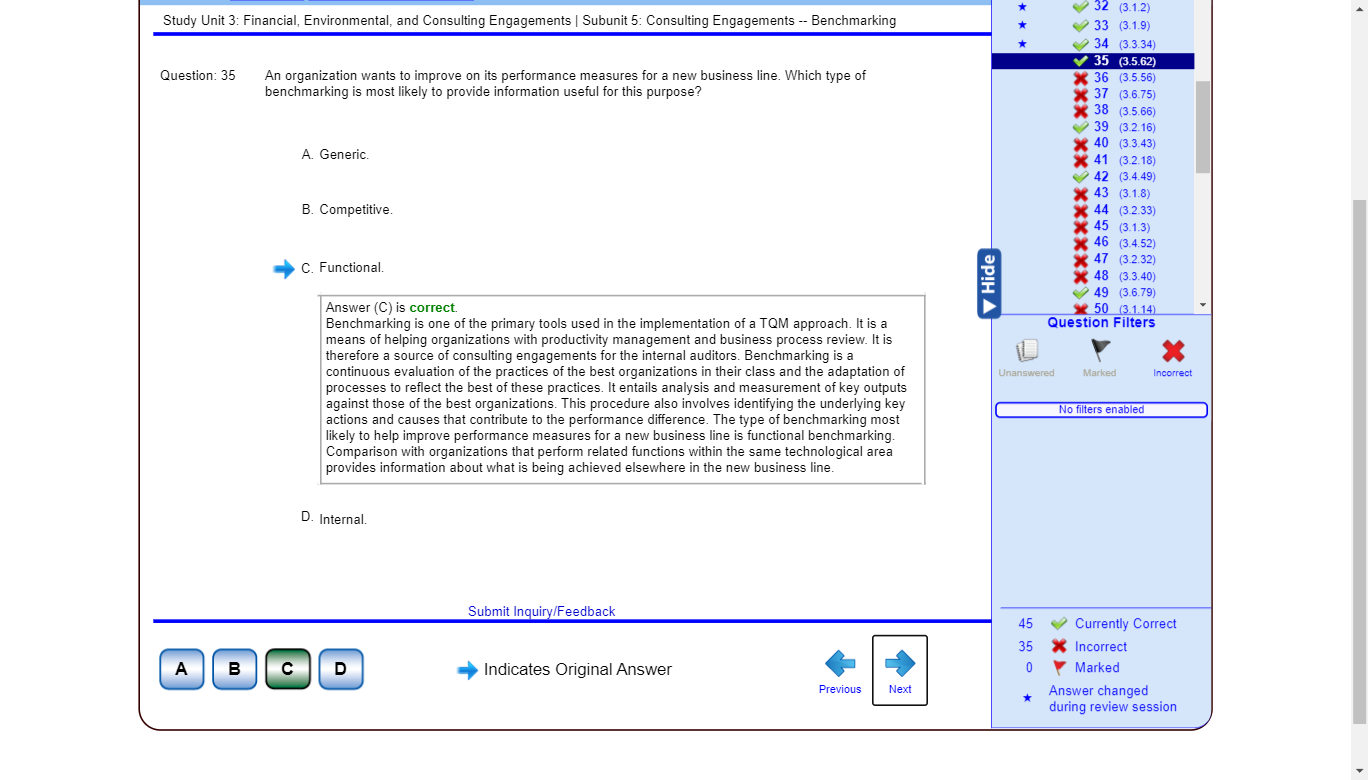 Study Unit 3: Financial, Environmental, and Consulting Engagements | Subunit 5: Consulting Engagements -- Benchmarking
Question: 35
An organization wants to improve on its performance measures for a new business line. Which type of
benchmarking is most likely to provide information useful for this purpose?
A. Generic.
B. Competitive.
C. Functional.
Answer (C) is correct.
Benchmarking is one of the primary tools used in the implementation of a TQM approach. It is a
means of helping organizations with productivity management and business process review. It is
therefore a source of consulting engagements for the internal auditors. Benchmarking is a
continuous evaluation of the practices of the best organizations in their class and the adaptation of
processes to reflect the best of these practices. It entails analysis and measurement of key outputs
against those of the best organizations. This procedure also involves identifying the underlying key
actions and causes that contribute to the performance difference. The type of benchmarking most
likely to help improve performance measures for a new business line is functional benchmarking.
Comparison with organizations that perform related functions within the same technological area
provides information about what is being achieved elsewhere in the new business line.
D. Internal.
Submit Inquiry/Feedback
A B C D
Indicates Original Answer
Previous
Next
Hide
32 (3.1.2)
33 (3.1.9)
34 (3.3.34)
35 (3.5.62)
36 (3.5.56)
37 (3.6.75)
38 (3.5.66)
39 (3.2.16)
40 (3.3.43)
41 (3.2.18)
42 (3.4.49)
43 (3.1.8)
44 (3.2.33)
45 (3.1.3)
46 (3.4.52)
47 (3.2.32)
48 (3.3.40)
49 (3.6.79)
50 (3.1.14)
Question Filters
Unanswered
Marked
Incorrect
No filters enabled
45 Currently Correct
35 Incorrect
0 Marked
Answer changed
during review session